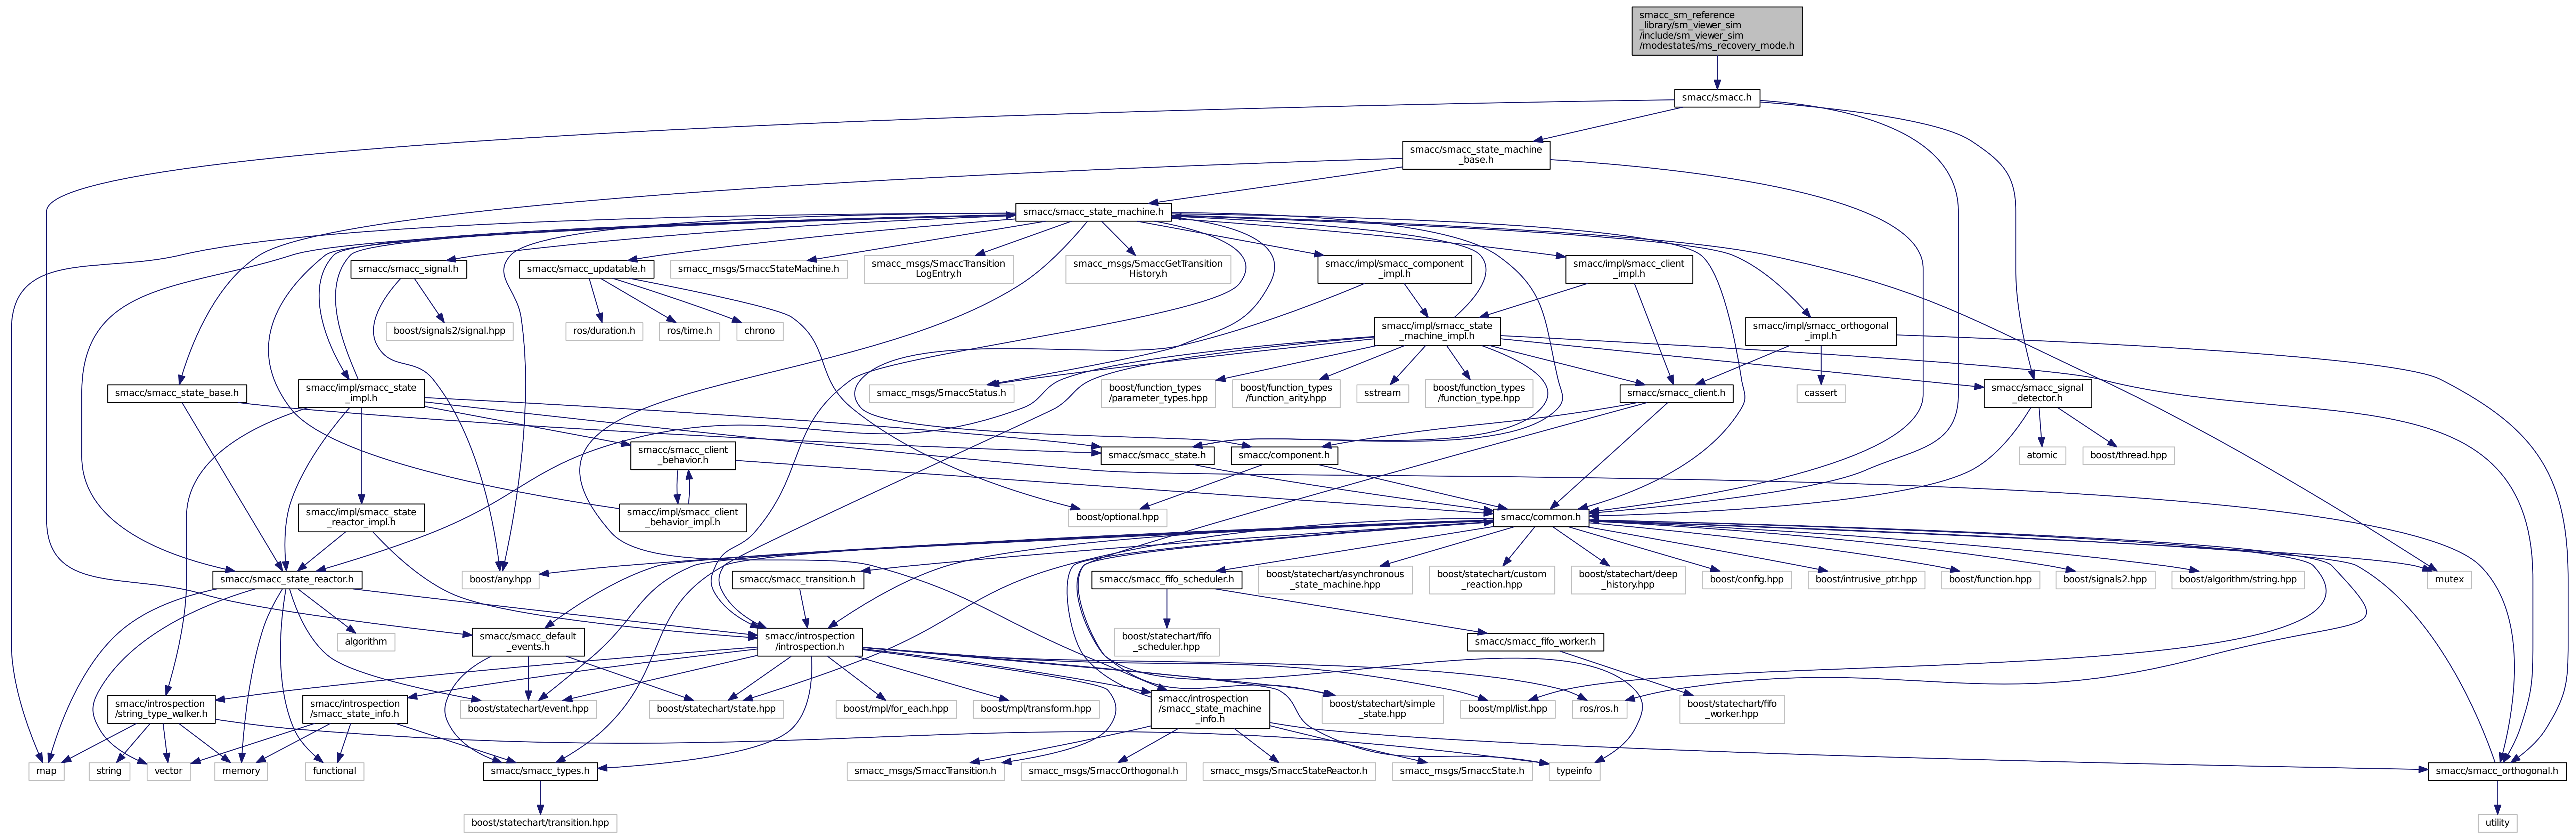 smacc_sm_reference
_library/sm_viewer_sim
/include/sm_viewer_sim
/modestates/ms_recovery_mode.h
smacc/smacc.h
smacc/smacc_state_machine
_base.h
smacc/smacc_state_machine.h
smacc/smacc_signal.h
smacc/smacc_updatable.h
smacc_msgs/SmaccStateMachine.h
smacc_msgs/SmaccTransition
LogEntry.h
smacc_msgs/SmaccGetTransition
History.h
smacc/impl/smacc_component
_impl.h
smacc/impl/smacc_client
_impl.h
boost/signals2/signal.hpp
ros/duration.h
ros/time.h
chrono
smacc/impl/smacc_state
_machine_impl.h
smacc/impl/smacc_orthogonal
_impl.h
smacc/smacc_state_base.h
smacc/impl/smacc_state
_impl.h
smacc_msgs/SmaccStatus.h
boost/function_types
/parameter_types.hpp
boost/function_types
/function_arity.hpp
sstream
boost/function_types
/function_type.hpp
smacc/smacc_client.h
cassert
smacc/smacc_signal
_detector.h
smacc/smacc_client
_behavior.h
smacc/smacc_state.h
smacc/component.h
atomic
boost/thread.hpp
smacc/impl/smacc_state
_reactor_impl.h
smacc/impl/smacc_client
_behavior_impl.h
boost/optional.hpp
smacc/common.h
smacc/smacc_state_reactor.h
boost/any.hpp
smacc/smacc_transition.h
smacc/smacc_fifo_scheduler.h
boost/statechart/asynchronous
_state_machine.hpp
boost/statechart/custom
_reaction.hpp
boost/statechart/deep
_history.hpp
boost/config.hpp
boost/intrusive_ptr.hpp
boost/function.hpp
boost/signals2.hpp
boost/algorithm/string.hpp
mutex
algorithm
smacc/smacc_default
_events.h
smacc/introspection
/introspection.h
boost/statechart/fifo
_scheduler.hpp
smacc/smacc_fifo_worker.h
smacc/introspection
/string_type_walker.h
smacc/introspection
/smacc_state_info.h
boost/statechart/event.hpp
boost/statechart/state.hpp
boost/mpl/for_each.hpp
boost/mpl/transform.hpp
smacc/introspection
/smacc_state_machine
_info.h
boost/statechart/simple
_state.hpp
boost/mpl/list.hpp
ros/ros.h
boost/statechart/fifo
_worker.hpp
map
string
vector
memory
functional
smacc/smacc_types.h
smacc_msgs/SmaccTransition.h
smacc_msgs/SmaccOrthogonal.h
smacc_msgs/SmaccStateReactor.h
smacc_msgs/SmaccState.h
typeinfo
smacc/smacc_orthogonal.h
boost/statechart/transition.hpp
utility